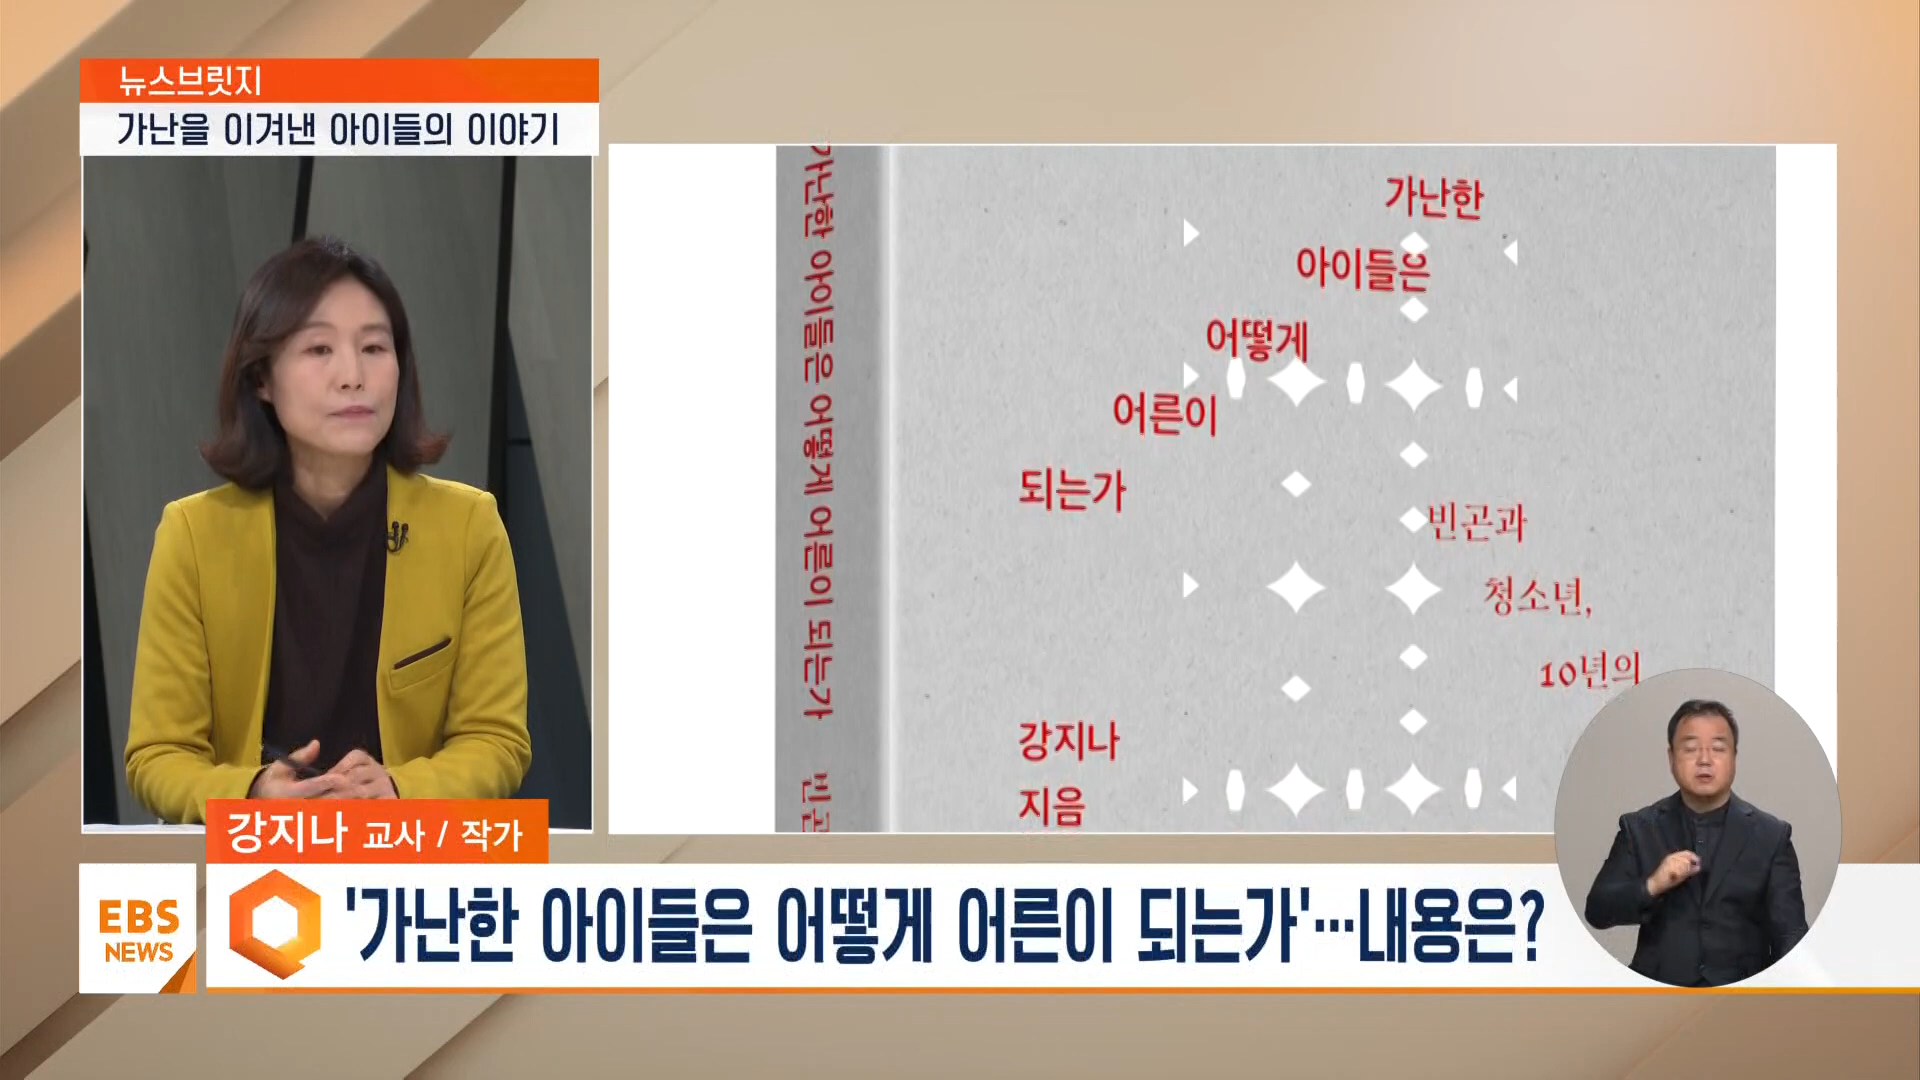 뉴스브릿지
가난을 이겨낸 아이들의 이야기
가난한 아이들은 어떻게 어른이 되는가
빈곤
가난한
아이들은
어떻게
어른이
되는가
빈곤과
청소년,
10년의
강지나
지음
강지나 교사 / 작가
EBS
NEWS
'가난한 아이들은 어떻게 어른이 되는가'…내용은?